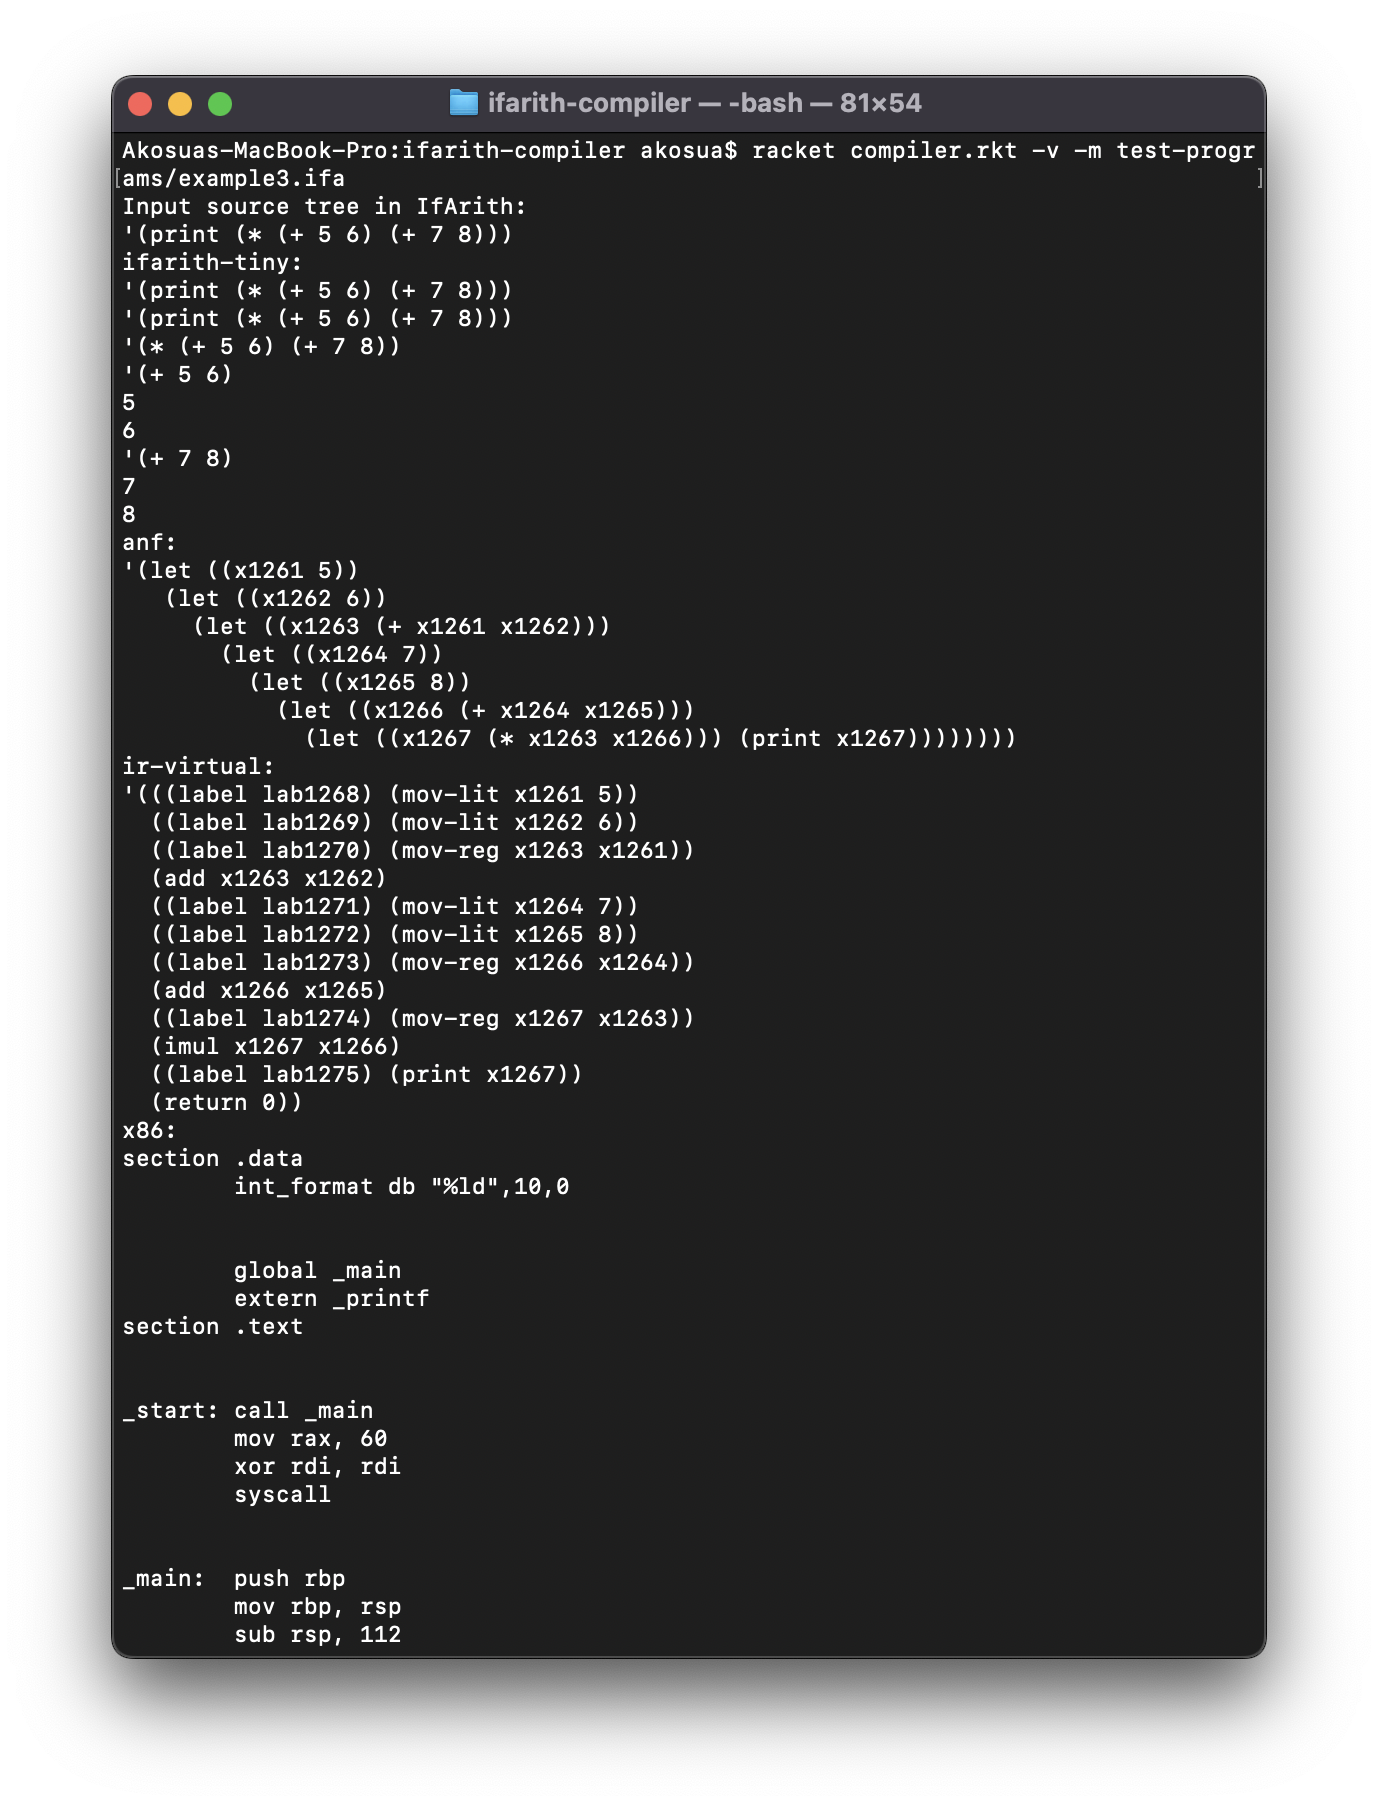 ifarith-compiler — -bash — 81×54
Akosuas-MacBook-Pro:ifarith-compiler akosua$ racket compiler.rkt -v -m test-progr
[ams/example3.ifa ]
Input source tree in IfArith:
'(print (* (+ 5 6) (+ 7 8)))
ifarith-tiny:
'(print (* (+ 5 6) (+ 7 8)))
'(print (* (+ 5 6) (+ 7 8)))
'(* (+ 5 6) (+ 7 8))
'(+ 5 6)
5
6
'(+ 7 8)
7
8
anf:
'(let ((x1261 5))
   (let ((x1262 6))
     (let ((x1263 (+ x1261 x1262)))
       (let ((x1264 7))
         (let ((x1265 8))
           (let ((x1266 (+ x1264 x1265)))
             (let ((x1267 (* x1263 x1266))) (print x1267))))))))
ir-virtual:
'(((label lab1268) (mov-lit x1261 5))
  ((label lab1269) (mov-lit x1262 6))
  ((label lab1270) (mov-reg x1263 x1261))
  (add x1263 x1262)
  ((label lab1271) (mov-lit x1264 7))
  ((label lab1272) (mov-lit x1265 8))
  ((label lab1273) (mov-reg x1266 x1264))
  (add x1266 x1265)
  ((label lab1274) (mov-reg x1267 x1263))
  (imul x1267 x1266)
  ((label lab1275) (print x1267))
  (return 0))
x86:
section .data
        int_format db "%ld",10,0
        global _main
        extern _printf
section .text
_start: call _main
        mov rax, 60
        xor rdi, rdi
        syscall
_main:  push rbp
        mov rbp, rsp
        sub rsp, 112